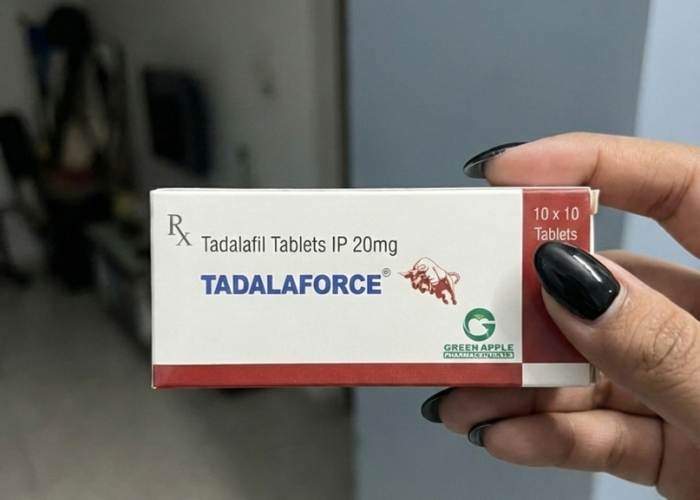 Rx
Tadalafil Tablets IP 20mg
TADALAFORCE®
10 x 10
Tablets
G
GREEN APPLE